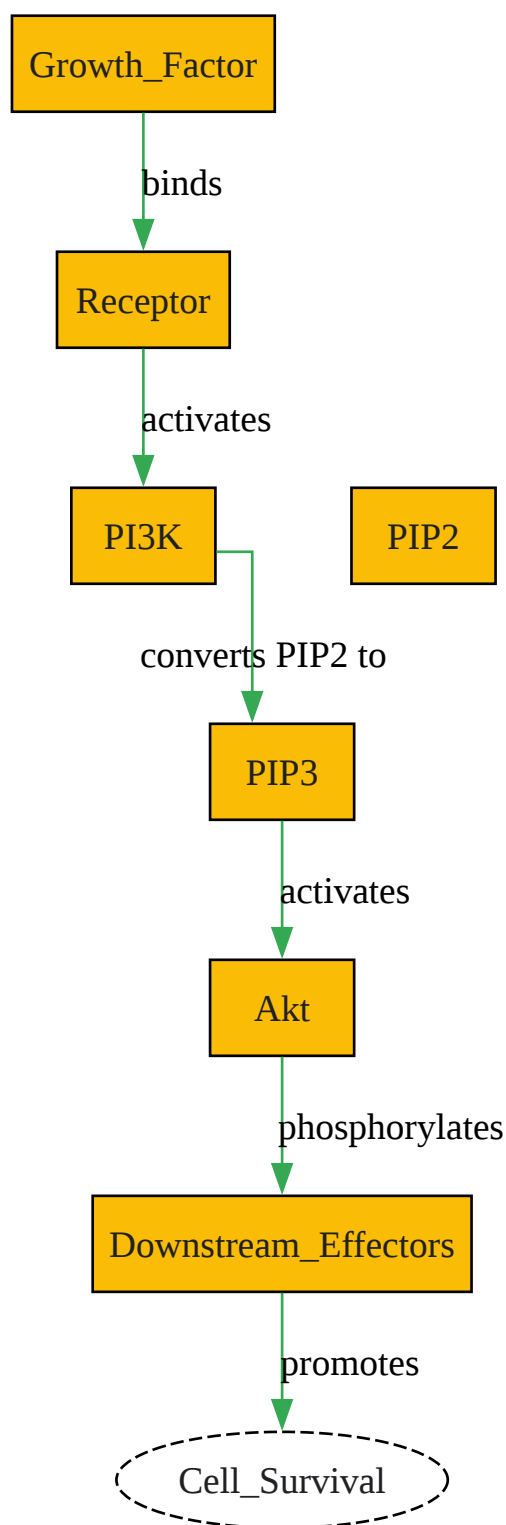 Growth_Factor
binds
Receptor
activates
PI3K
PIP2
converts PIP2 to
PIP3
activates
Akt
phosphorylates
Downstream_Effectors
promotes
Cell_Survival